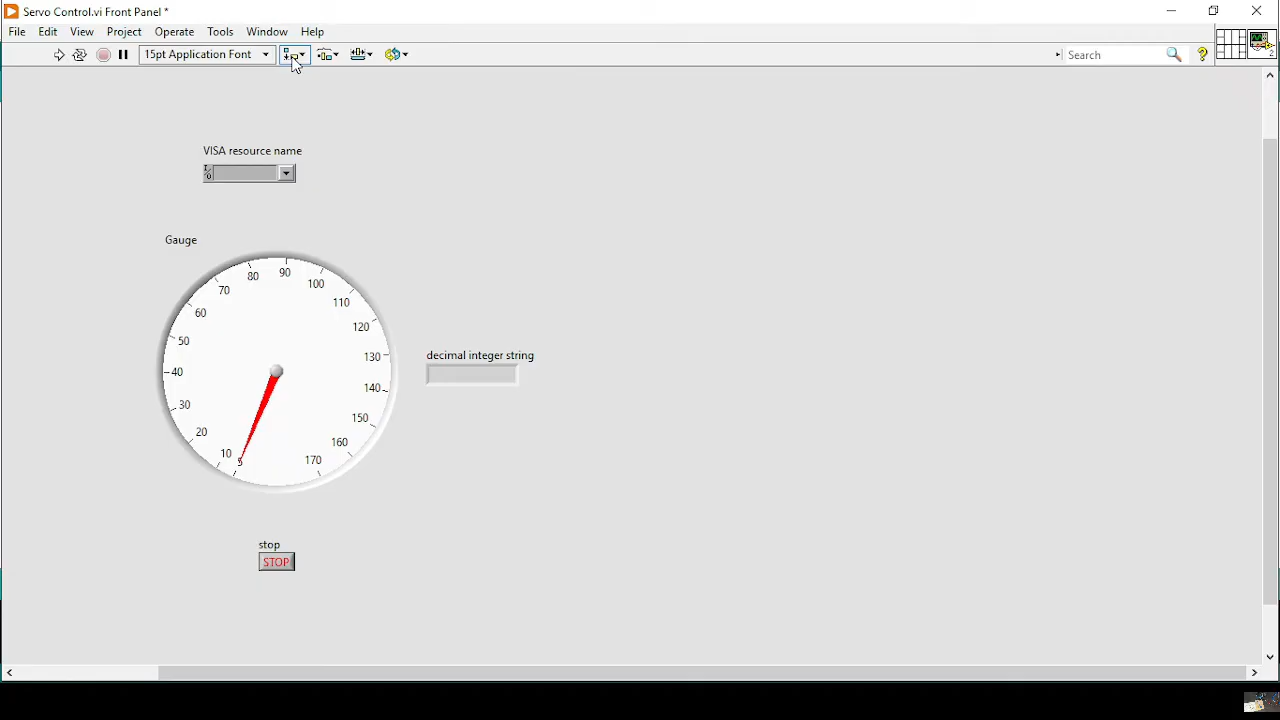 Servo Control.vi Front Panel *
File Edit View Project Operate Tools Window Help
15pt Application Font
Search
?
2
VISA resource name
I/O
Gauge
80 90 100
70 110
60 120
50 130
40 140
30 150
20 160
10 170
5
decimal integer string
stop
STOP